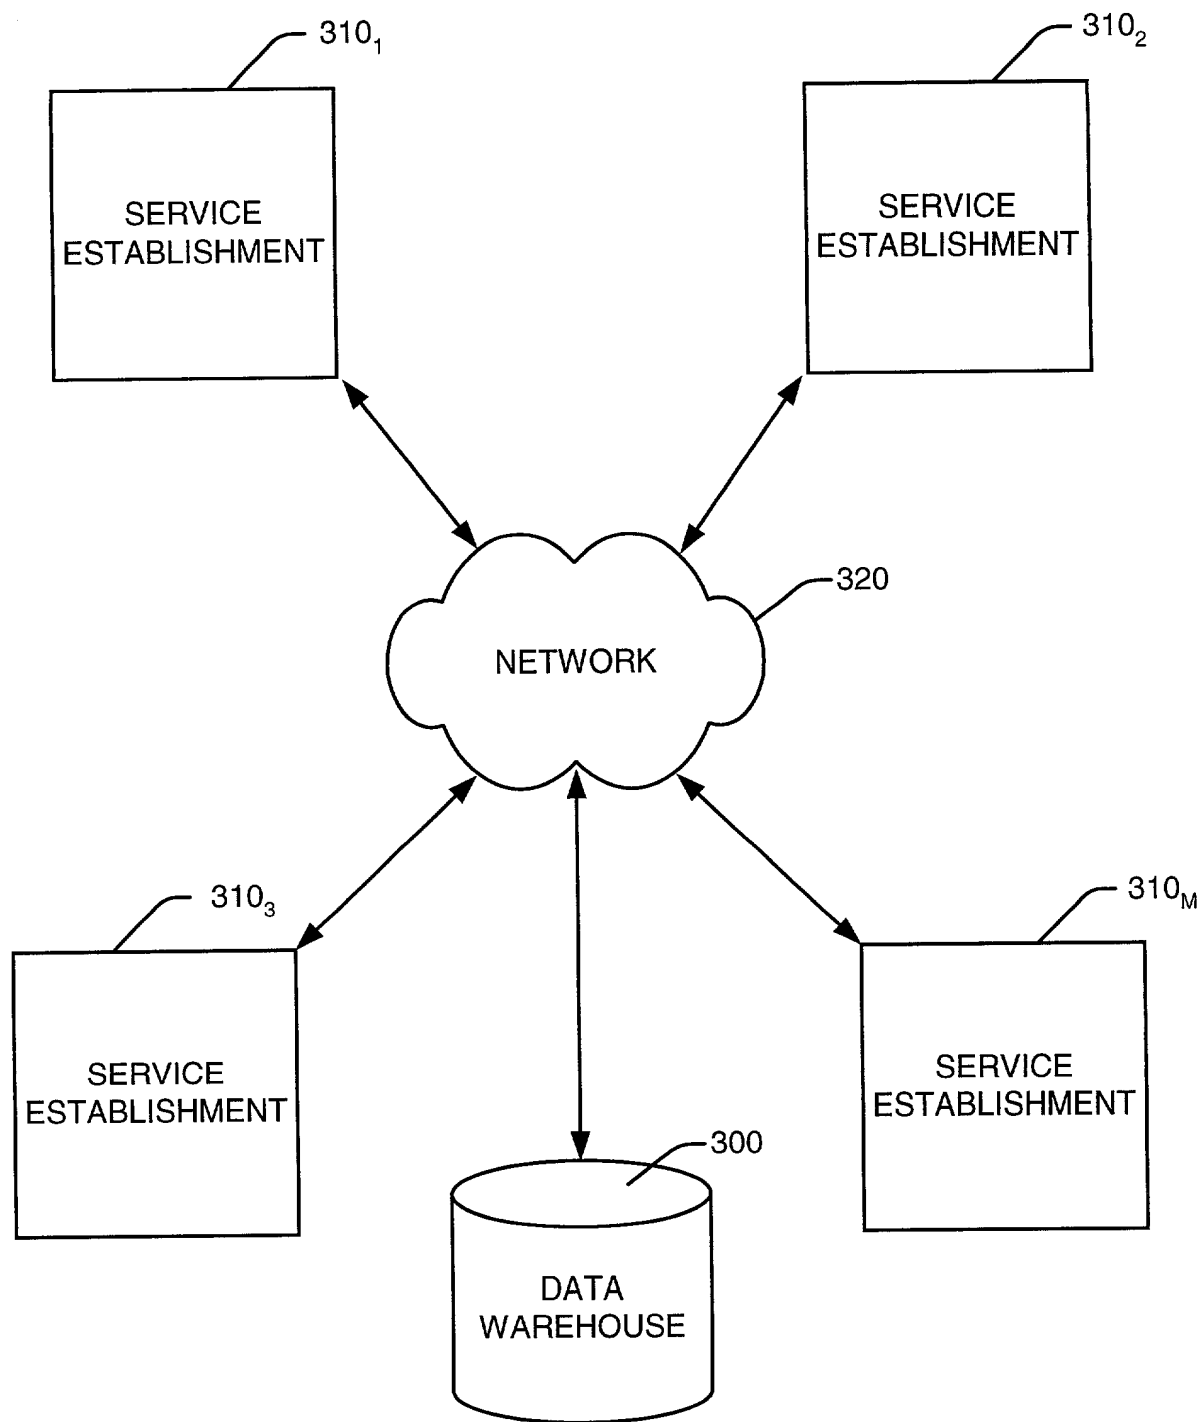 310₁
310₂
SERVICE
ESTABLISHMENT
SERVICE
ESTABLISHMENT
320
NETWORK
310₃
310M
SERVICE
ESTABLISHMENT
SERVICE
ESTABLISHMENT
300
DATA
WAREHOUSE